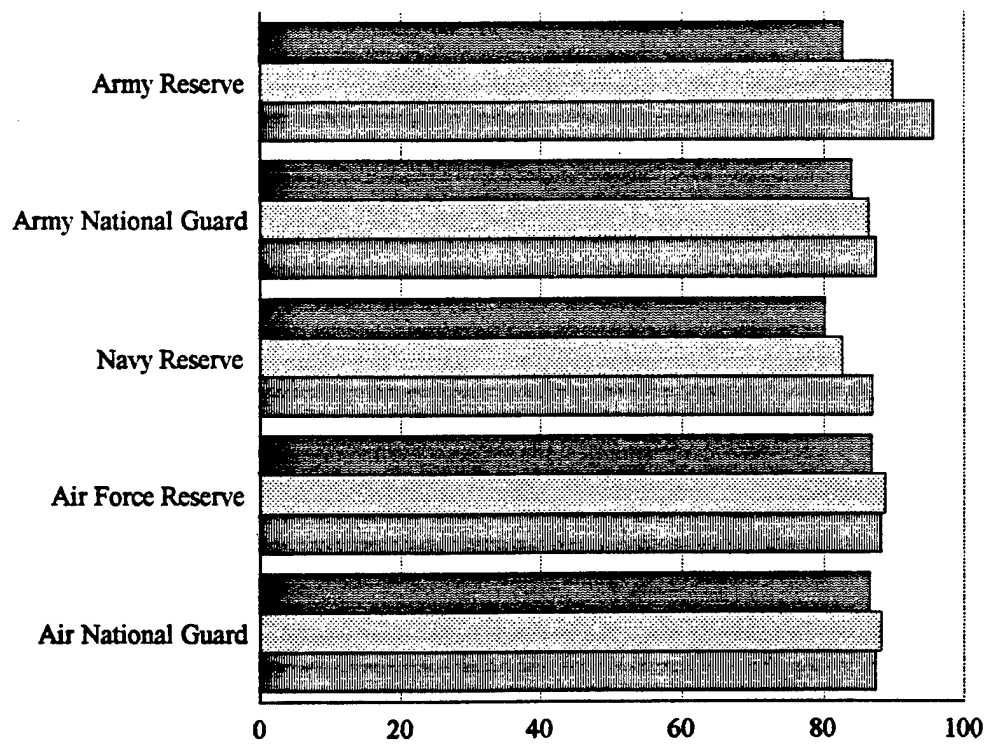 Army Reserve
Army National Guard
Navy Reserve
Air Force Reserve
Air National Guard
0 20 40 60 80 100